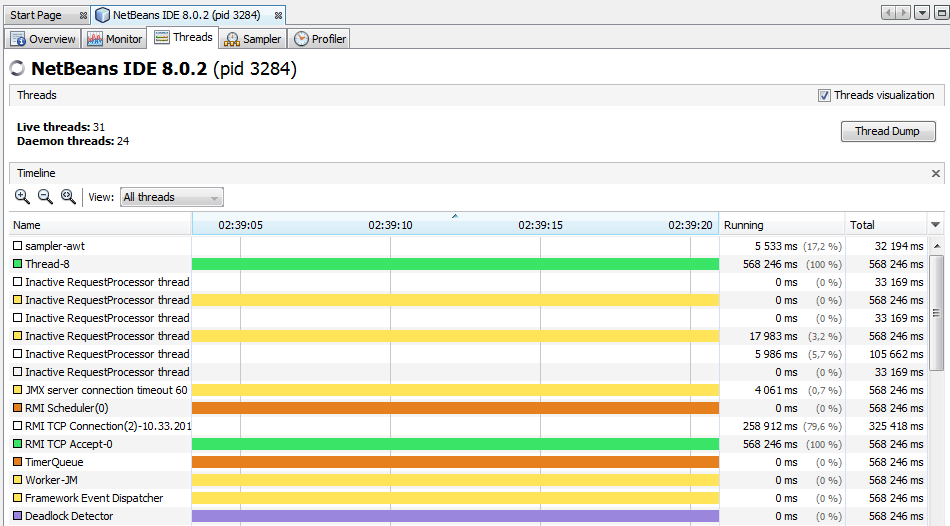 Start Page NetBeans IDE 8.0.2 (pid 3284)
Overview Monitor Threads Sampler Profiler
NetBeans IDE 8.0.2 (pid 3284)
Threads Threads visualization
Live threads: 31
Daemon threads: 24
Thread Dump
Timeline
View: All threads
Name 02:39:05 02:39:10 02:39:15 02:39:20 Running Total
sampler-awt 5 533 ms (17,2 %) 32 194 ms
Thread-8 568 246 ms (100 %) 568 246 ms
Inactive RequestProcessor thread 0 ms (0 %) 33 169 ms
Inactive RequestProcessor thread 0 ms (0 %) 568 246 ms
Inactive RequestProcessor thread 0 ms (0 %) 33 169 ms
Inactive RequestProcessor thread 17 983 ms (3,2 %) 568 246 ms
Inactive RequestProcessor thread 5 986 ms (5,7 %) 105 662 ms
Inactive RequestProcessor thread 0 ms (0 %) 33 169 ms
JMX server connection timeout 60 4 061 ms (0,7 %) 568 246 ms
RMI Scheduler(0) 0 ms (0 %) 568 246 ms
RMI TCP Connection(2)-10.33.201 258 912 ms (79,6 %) 325 418 ms
RMI TCP Accept-0 568 246 ms (100 %) 568 246 ms
TimerQueue 0 ms (0 %) 568 246 ms
Worker-JM 0 ms (0 %) 568 246 ms
Framework Event Dispatcher 0 ms (0 %) 568 246 ms
Deadlock Detector 0 ms (0 %) 568 246 ms